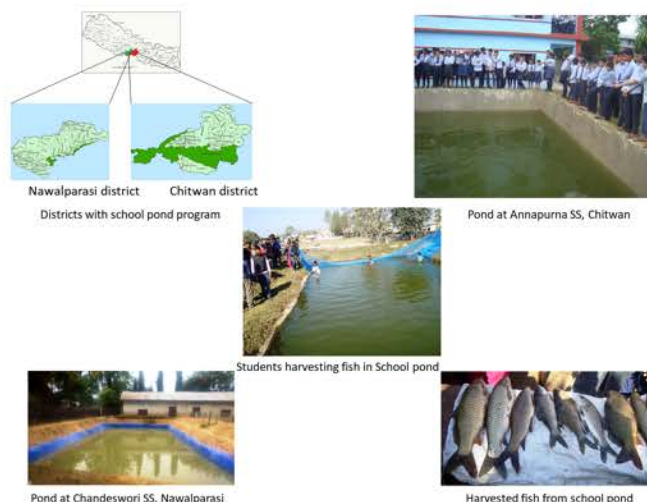 Nawalparasi district
Chitwan district
Districts with school pond program
Pond at Annapurna SS, Chitwan
Students harvesting fish in School pond
Pond at Chandeswori SS, Nawalparasi
Harvested fish from school pond